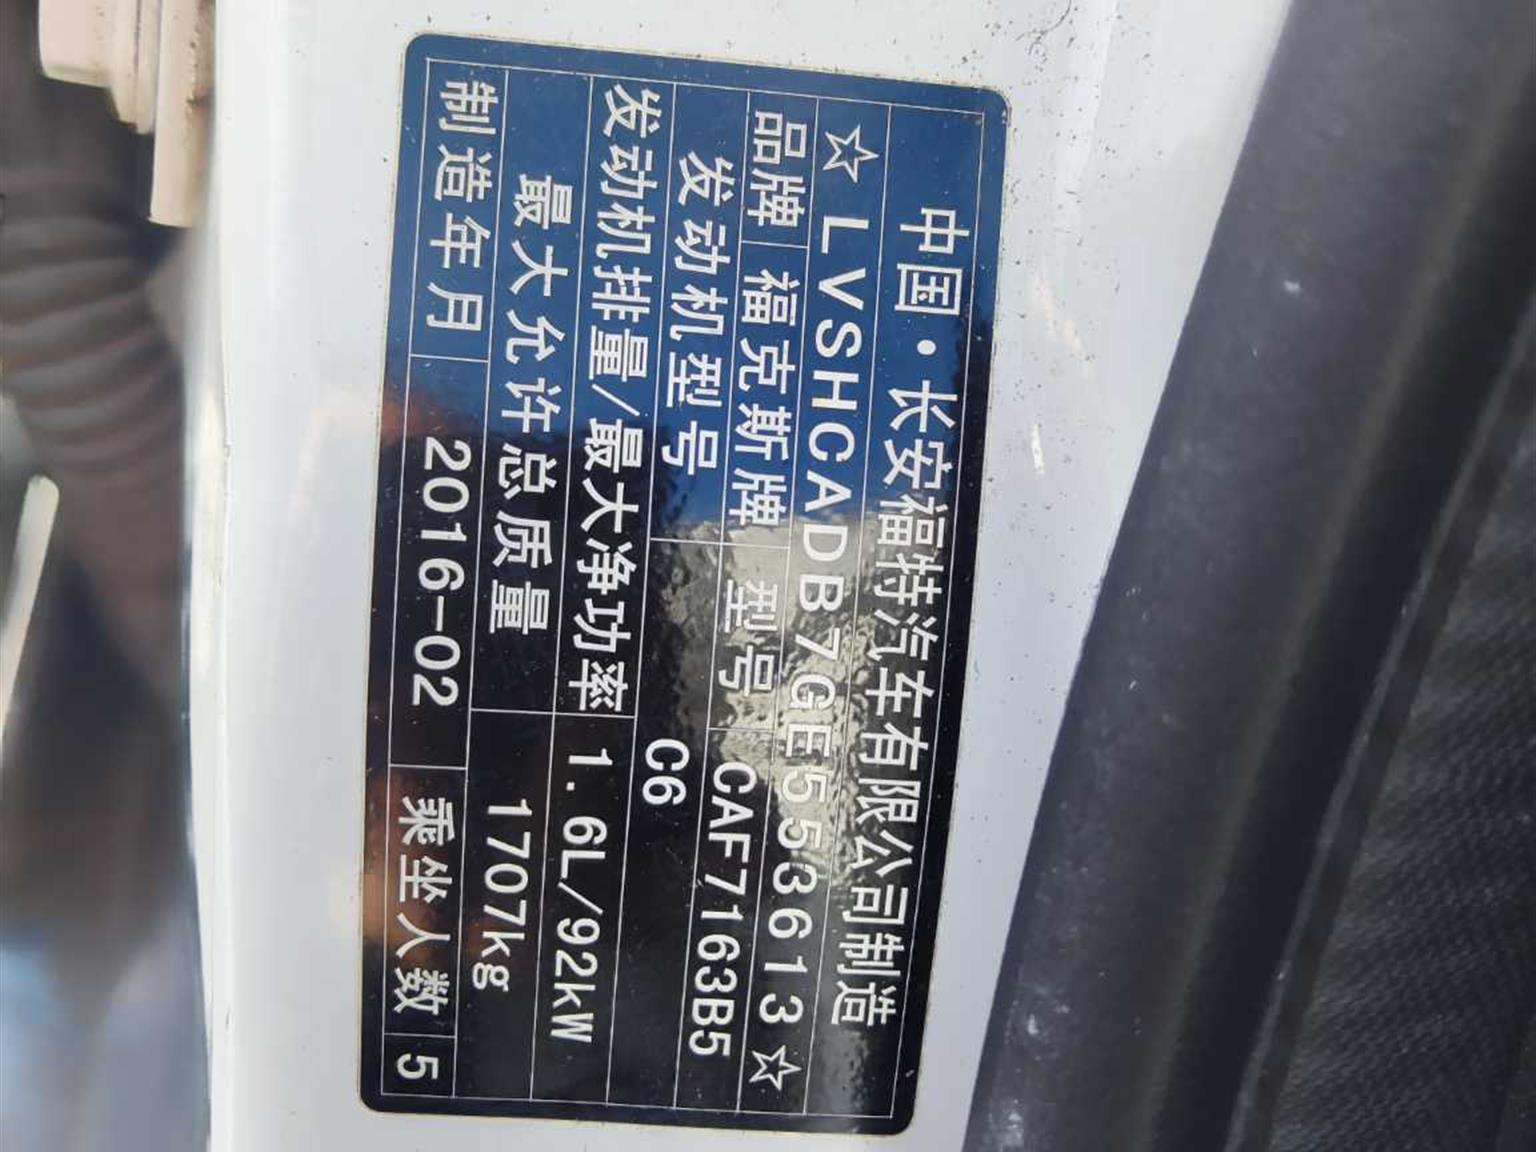 中国·长安福特汽车有限公司制造
☆LVSHCADB7GE553613☆
品牌 福克斯牌 型号 CAF7163B5
发动机型号 C6
发动机排量/最大净功率 1.6L/92kW
最大允许总质量 1707kg
制造年月 2016-02 乘坐人数 5